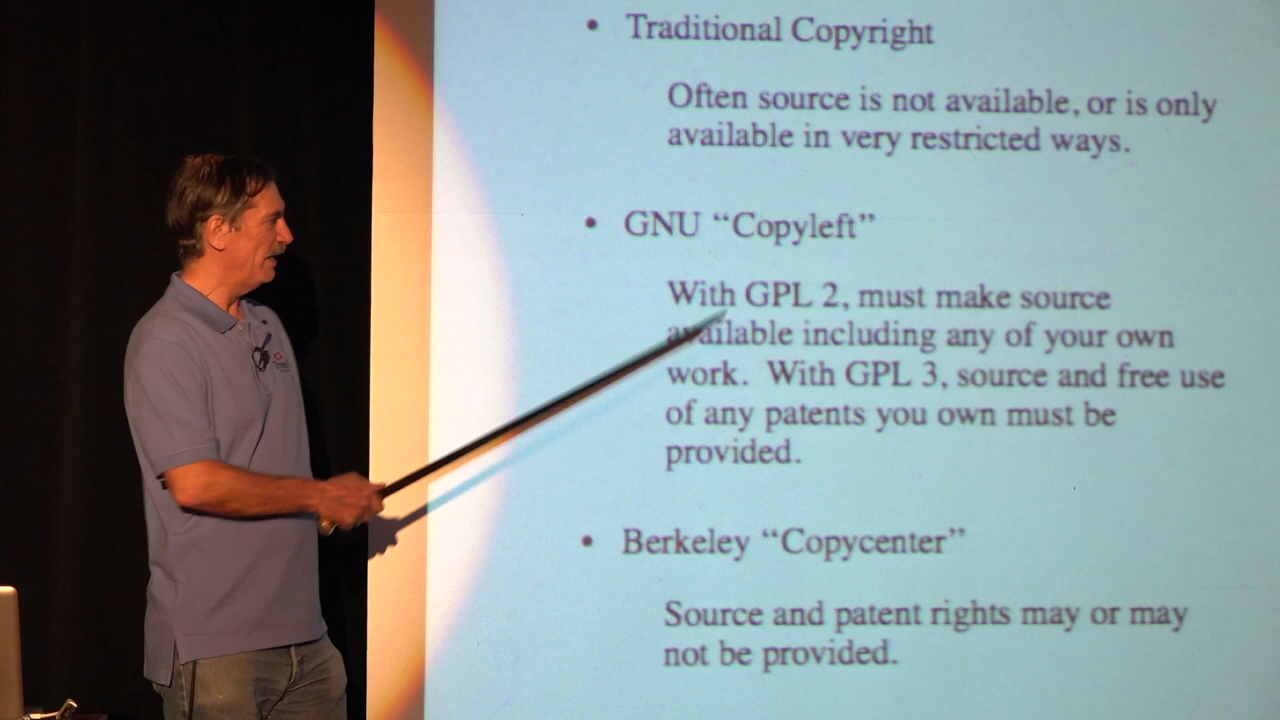 • Traditional Copyright
Often source is not available, or is only
available in very restricted ways.
• GNU “Copyleft”
With GPL 2, must make source
available including any of your own
work. With GPL 3, source and free use
of any patents you own must be
provided.
• Berkeley “Copycenter”
Source and patent rights may or may
not be provided.